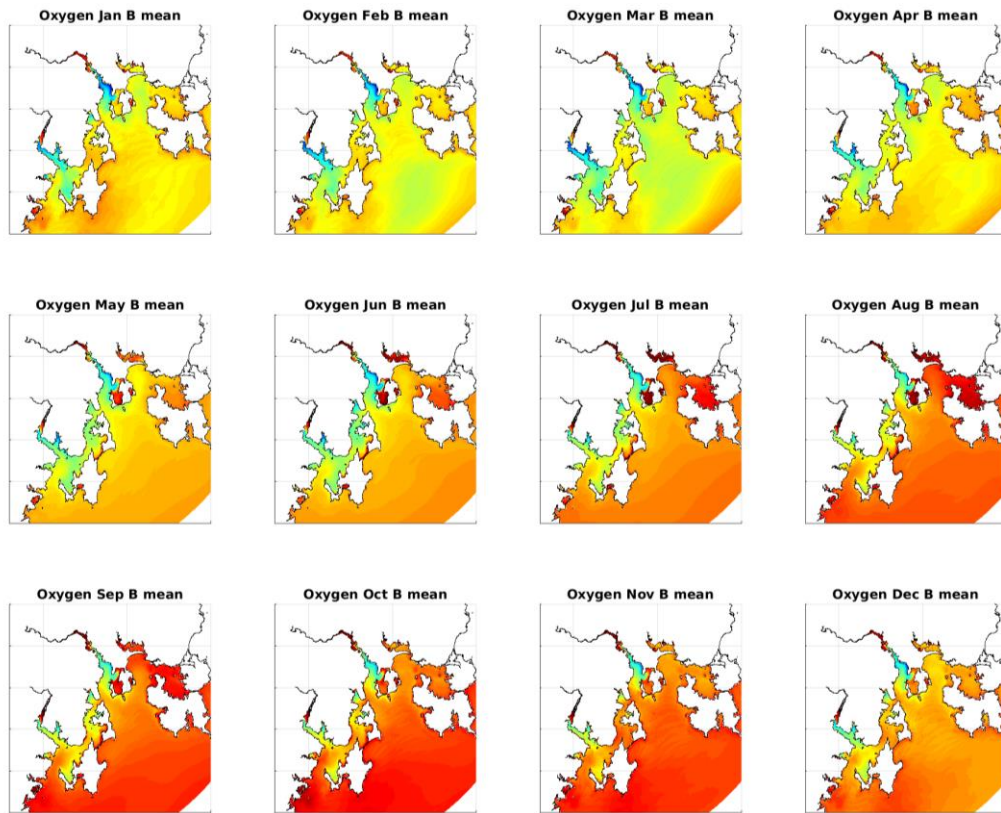 Oxygen Jan B mean
Oxygen Feb B mean
Oxygen Mar B mean
Oxygen Apr B mean
Oxygen May B mean
Oxygen Jun B mean
Oxygen Jul B mean
Oxygen Aug B mean
Oxygen Sep B mean
Oxygen Oct B mean
Oxygen Nov B mean
Oxygen Dec B mean